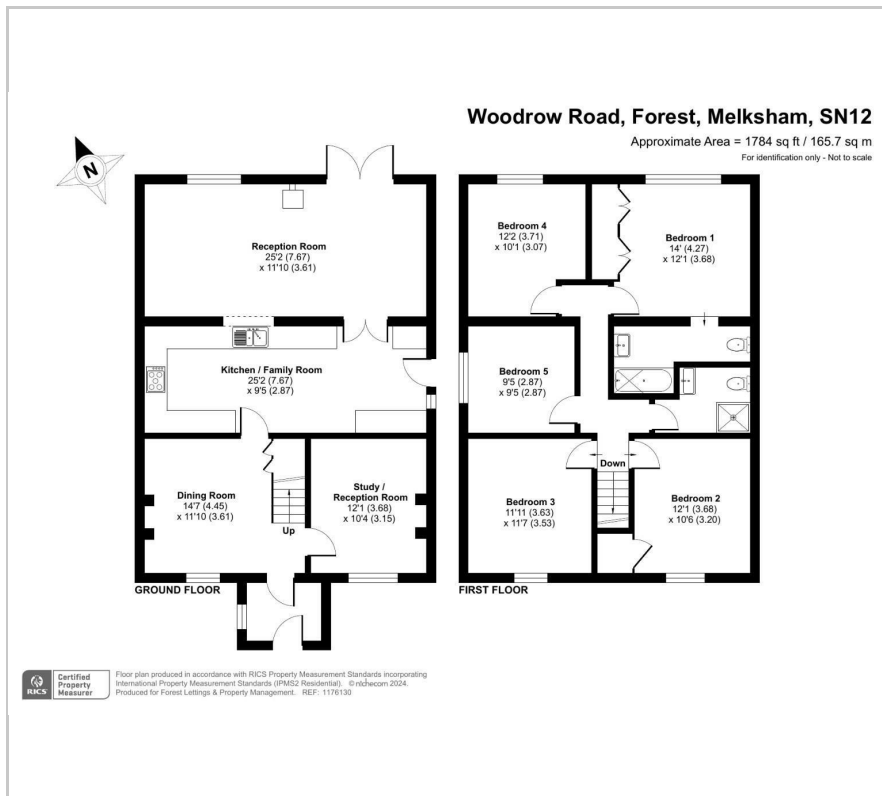 Woodrow Road, Forest, Melksham, SN12
Approximate Area = 1784 sq ft / 165.7 sq m
For identification only - Not to scale
N
Reception Room
25'2 (7.67)
x 11'10 (3.61)
Kitchen / Family Room
25'2 (7.67)
x 9'5 (2.87)
Dining Room
14'7 (4.45)
x 11'10 (3.61)
Up
Study /
Reception Room
12'1 (3.68)
x 10'4 (3.15)
GROUND FLOOR
Bedroom 4
12'2 (3.71)
x 10'1 (3.07)
Bedroom 1
14' (4.27)
x 12'1 (3.68)
Bedroom 5
9'5 (2.87)
x 9'5 (2.87)
Down
Bedroom 3
11'11 (3.63)
x 11'7 (3.53)
Bedroom 2
12'1 (3.68)
x 10'6 (3.20)
FIRST FLOOR
RICS
Certified
Property
Measurer
Floor plan produced in accordance with RICS Property Measurement Standards incorporating
International Property Measurement Standards (IPMS2 Residential). © 2024.
Produced for Forest Lettings & Property Management. REF: 1176130